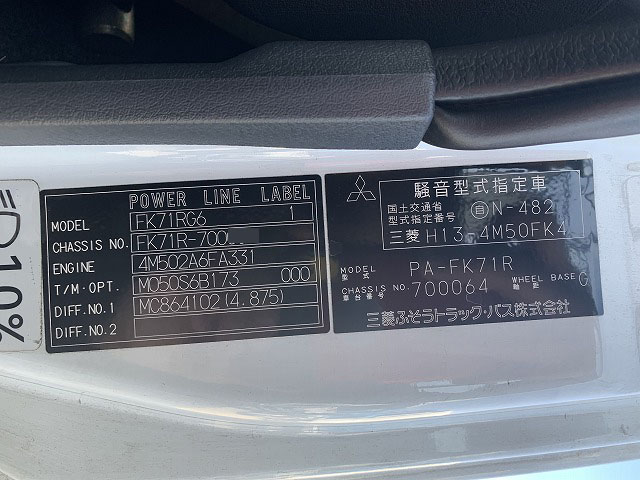 POWER LINE LABEL
MODEL FK71RG6 1
CHASSIS NO. FK71R-700
ENGINE 4M502A6FA331
T/M·OPT. M050S6B173 000
DIFF.NO.1 MC864102(4.875)
DIFF.NO.2
騒音型式指定車
国土交通省
型式指定番号 自N-482
三菱 H13-4M50FK4
MODEL 型式 PA-FK71R
CHASSIS NO. 車台番号 700064 WHEEL BASE 軸距 G
三菱ふそうトラック・バス株式会社
10%